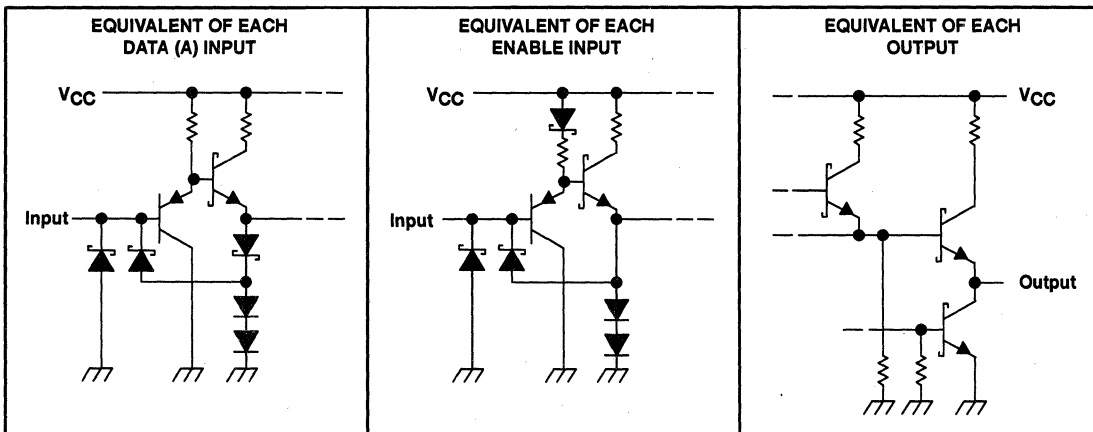 EQUIVALENT OF EACH
DATA (A) INPUT
VCC
Input
EQUIVALENT OF EACH
ENABLE INPUT
VCC
Input
EQUIVALENT OF EACH
OUTPUT
VCC
Output